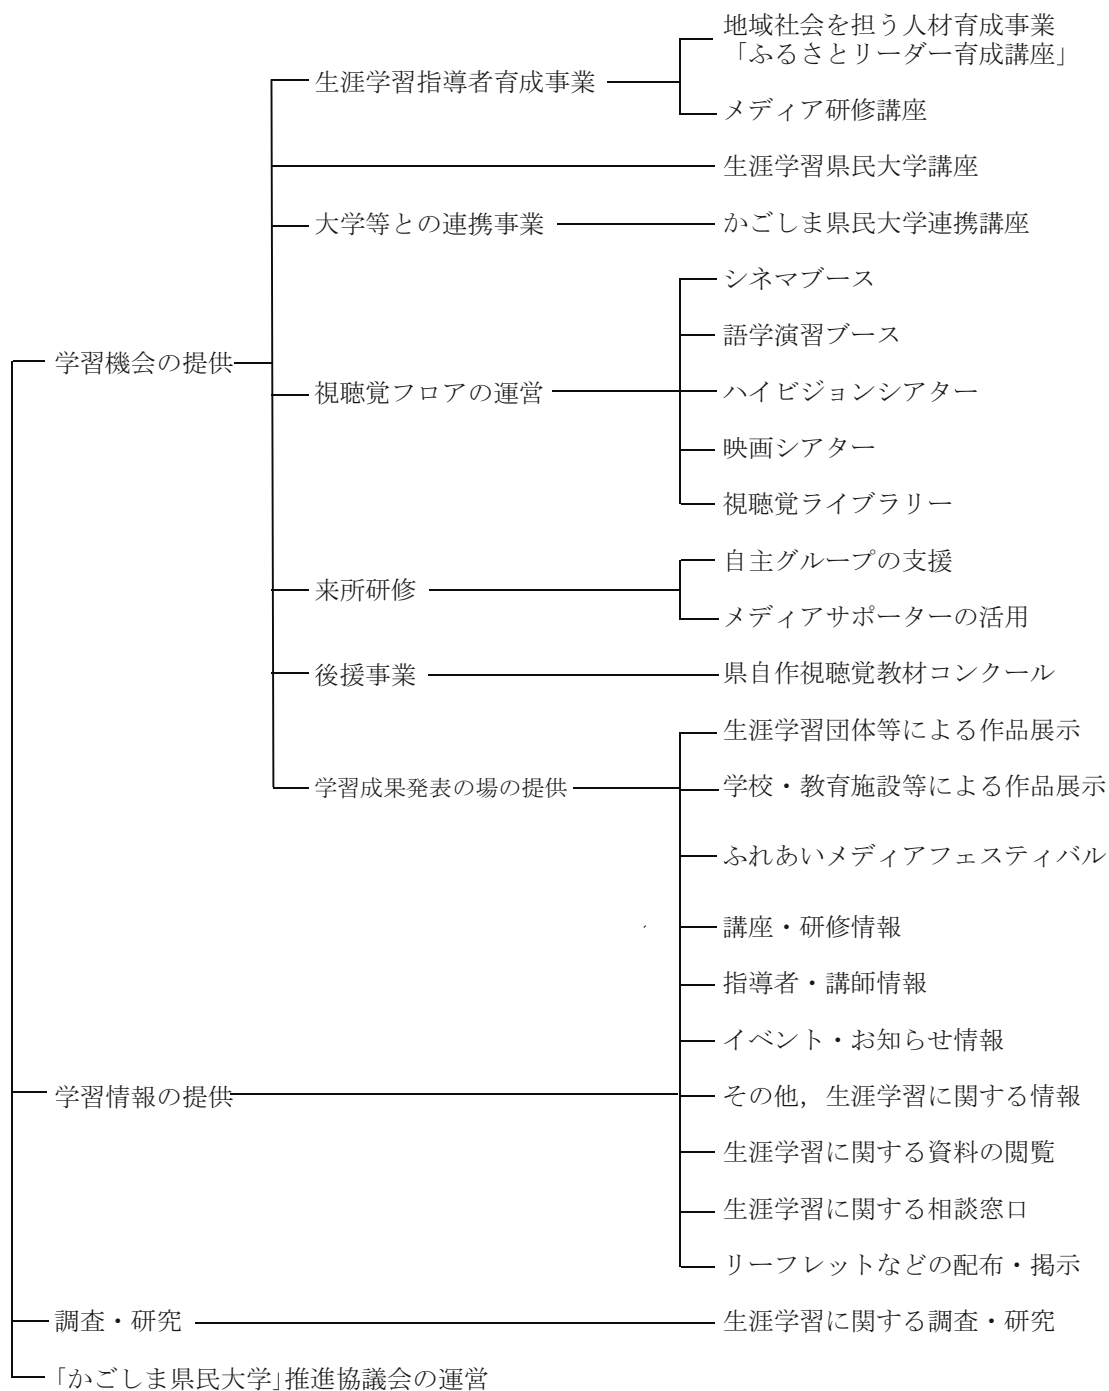 地域社会を担う人材育成事業
「ふるさとリーダー育成講座」
生涯学習指導者育成事業
メディア研修講座
生涯学習県民大学講座
大学等との連携事業
かごしま県民大学連携講座
シネマブース
語学演習ブース
学習機会の提供
視聴覚フロアの運営
ハイビジョンシアター
映画シアター
視聴覚ライブラリー
自主グループの支援
来所研修
メディアサポーターの活用
後援事業
県自作視聴覚教材コンクール
生涯学習団体等による作品展示
学習成果発表の場の提供
学校・教育施設等による作品展示
ふれあいメディアフェスティバル
講座・研修情報
指導者・講師情報
イベント・お知らせ情報
学習情報の提供
その他，生涯学習に関する情報
生涯学習に関する資料の閲覧
生涯学習に関する相談窓口
リーフレットなどの配布・掲示
調査・研究
生涯学習に関する調査・研究
「かごしま県民大学」推進協議会の運営